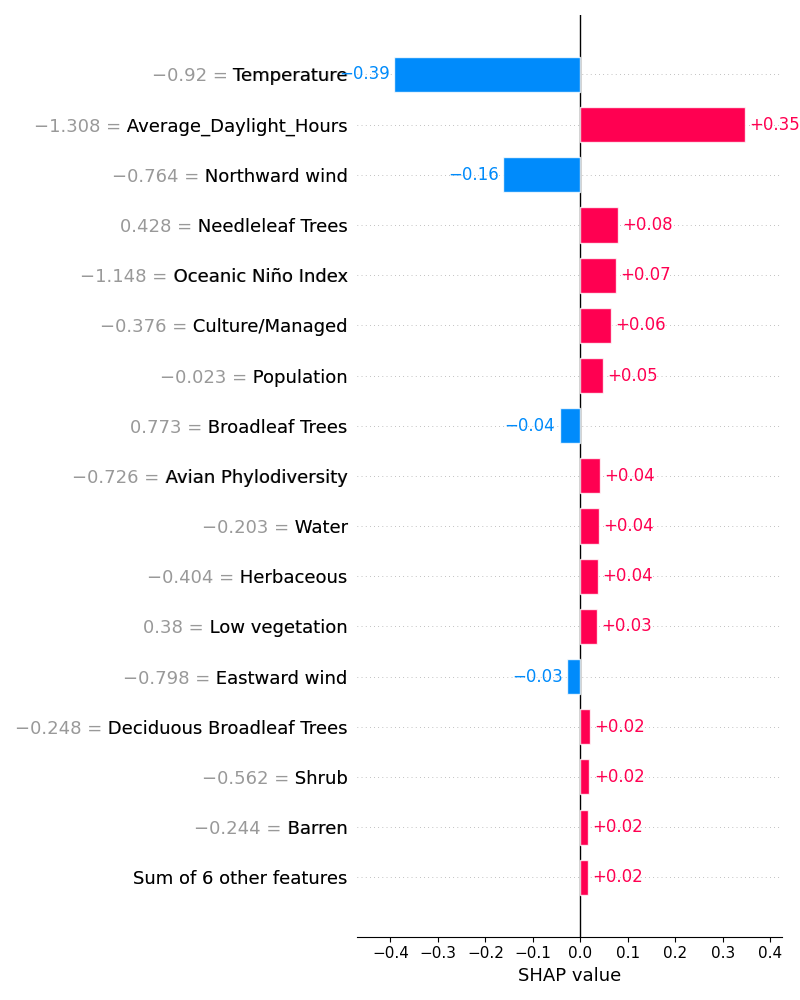 −0.92 = Temperature −0.39
−1.308 = Average_Daylight_Hours +0.35
−0.764 = Northward wind −0.16
0.428 = Needleleaf Trees +0.08
−1.148 = Oceanic Niño Index +0.07
−0.376 = Culture/Managed +0.06
−0.023 = Population +0.05
0.773 = Broadleaf Trees −0.04
−0.726 = Avian Phylodiversity +0.04
−0.203 = Water +0.04
−0.404 = Herbaceous +0.04
0.38 = Low vegetation +0.03
−0.798 = Eastward wind −0.03
−0.248 = Deciduous Broadleaf Trees +0.02
−0.562 = Shrub +0.02
−0.244 = Barren +0.02
Sum of 6 other features +0.02
−0.4 −0.3 −0.2 −0.1 0.0 0.1 0.2 0.3 0.4
SHAP value